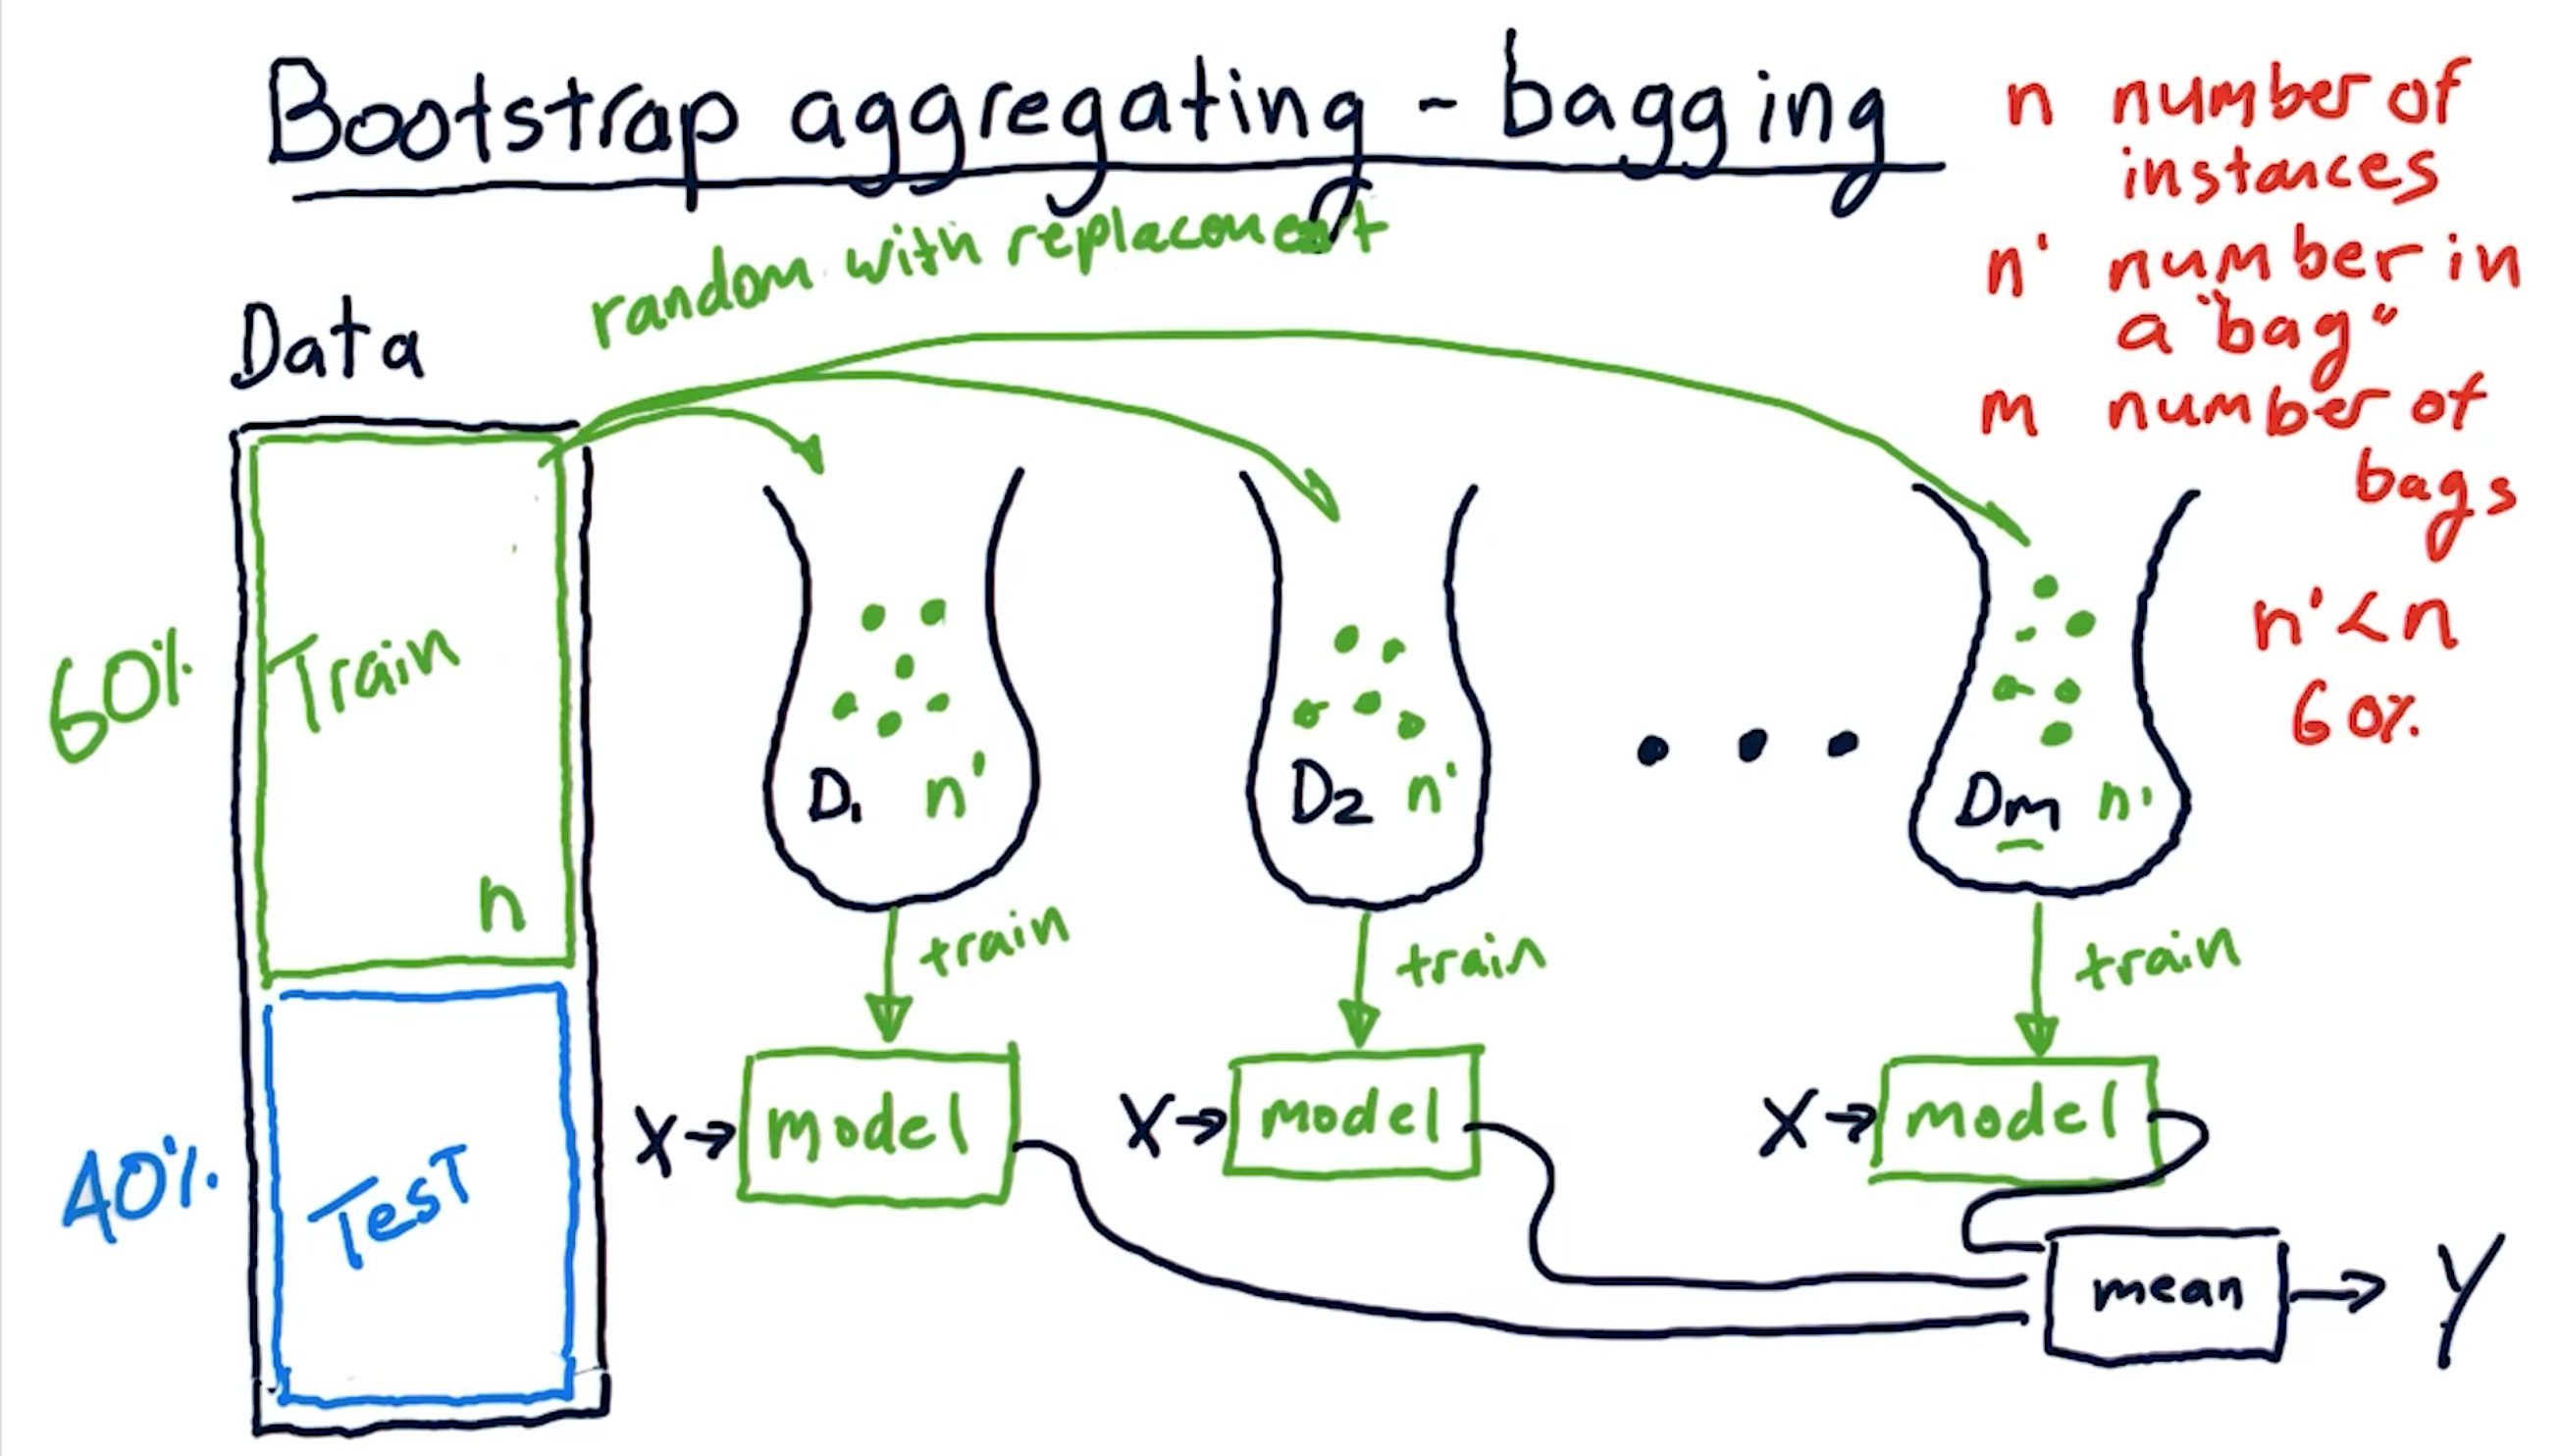 Bootstrap aggregating - bagging
random with replacement
n number of
instances
n' number in
a "bag"
m number of
bags
n' < n
60%
Data
60%
Train
n
40%
Test
D1 n'
D2 n'
• • •
Dm n'
train
train
train
X→ model
X→ model
X→ model
mean → Y